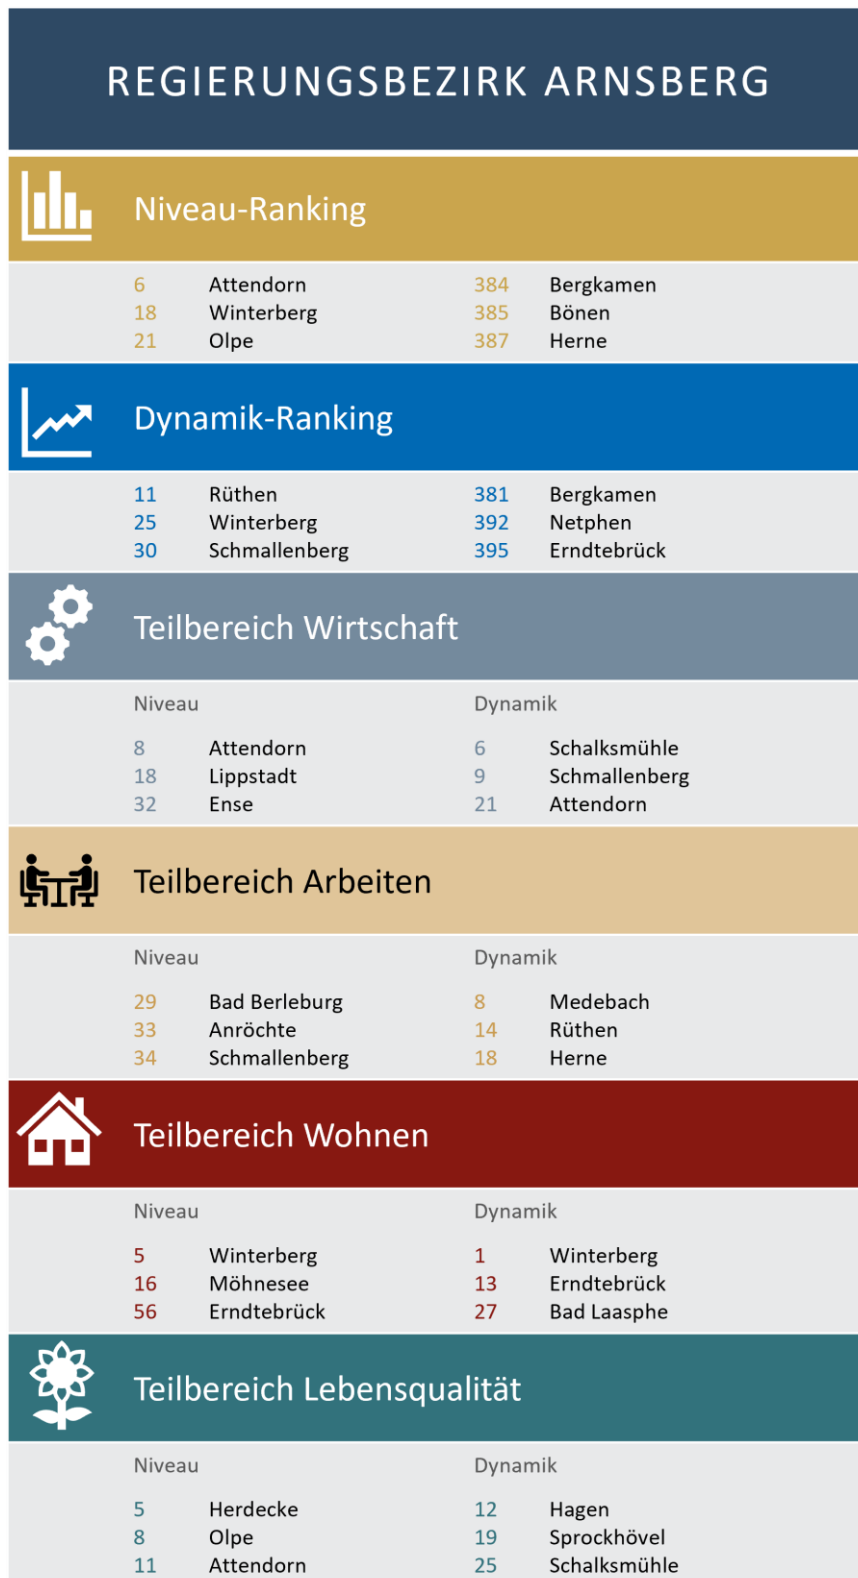 REGIERUNGSBEZIRK ARNSBERG
Niveau-Ranking
6 Attendorn 384 Bergkamen
18 Winterberg 385 Bönen
21 Olpe 387 Herne
Dynamik-Ranking
11 Rüthen 381 Bergkamen
25 Winterberg 392 Netphen
30 Schmallenberg 395 Erndtebrück
Teilbereich Wirtschaft
Niveau Dynamik
8 Attendorn 6 Schalksmühle
18 Lippstadt 9 Schmallenberg
32 Ense 21 Attendorn
Teilbereich Arbeiten
Niveau Dynamik
29 Bad Berleburg 8 Medebach
33 Anröchte 14 Rüthen
34 Schmallenberg 18 Herne
Teilbereich Wohnen
Niveau Dynamik
5 Winterberg 1 Winterberg
16 Möhnesee 13 Erndtebrück
56 Erndtebrück 27 Bad Laasphe
Teilbereich Lebensqualität
Niveau Dynamik
5 Herdecke 12 Hagen
8 Olpe 19 Sprockhövel
11 Attendorn 25 Schalksmühle